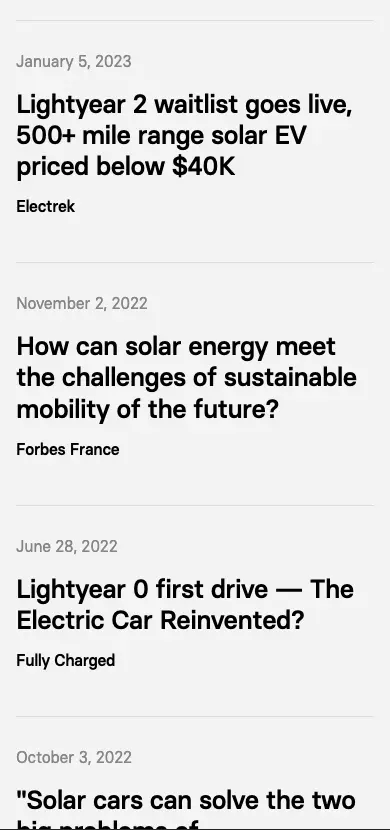 January 5, 2023
Lightyear 2 waitlist goes live,
500+ mile range solar EV
priced below $40K
Electrek
November 2, 2022
How can solar energy meet
the challenges of sustainable
mobility of the future?
Forbes France
June 28, 2022
Lightyear 0 first drive — The
Electric Car Reinvented?
Fully Charged
October 3, 2022
"Solar cars can solve the two
big problems of